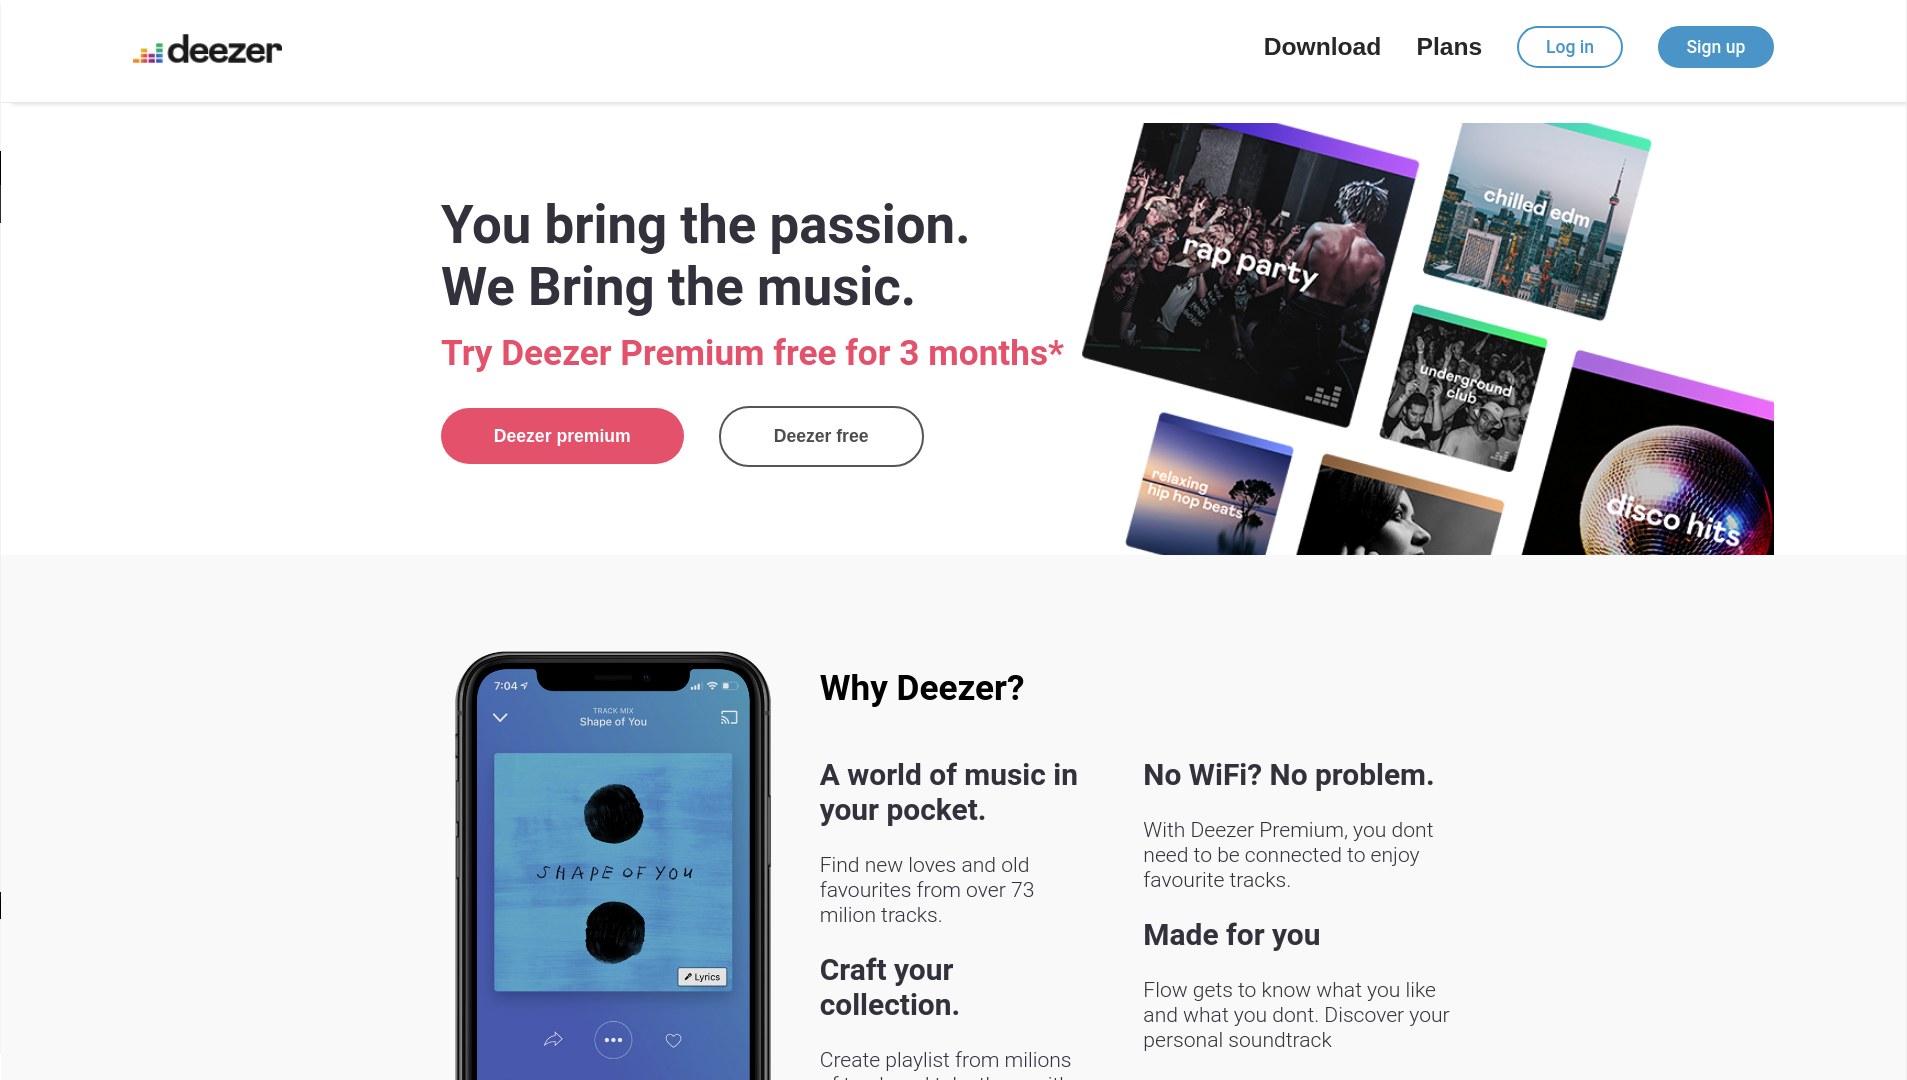 deezer
Download
Plans
Log in
Sign up
You bring the passion.
We Bring the music.
Try Deezer Premium free for 3 months*
Deezer premium
Deezer free
rap party
chilled edm
underground
club
relaxing
hip hop beats
disco hits
7:04
TRACK MIX
Shape of You
SHAPE OF YOU
Lyrics
Why Deezer?
A world of music in
your pocket.
Find new loves and old
favourites from over 73
milion tracks.
Craft your
collection.
Create playlist from milions
No WiFi? No problem.
With Deezer Premium, you dont
need to be connected to enjoy
favourite tracks.
Made for you
Flow gets to know what you like
and what you dont. Discover your
personal soundtrack